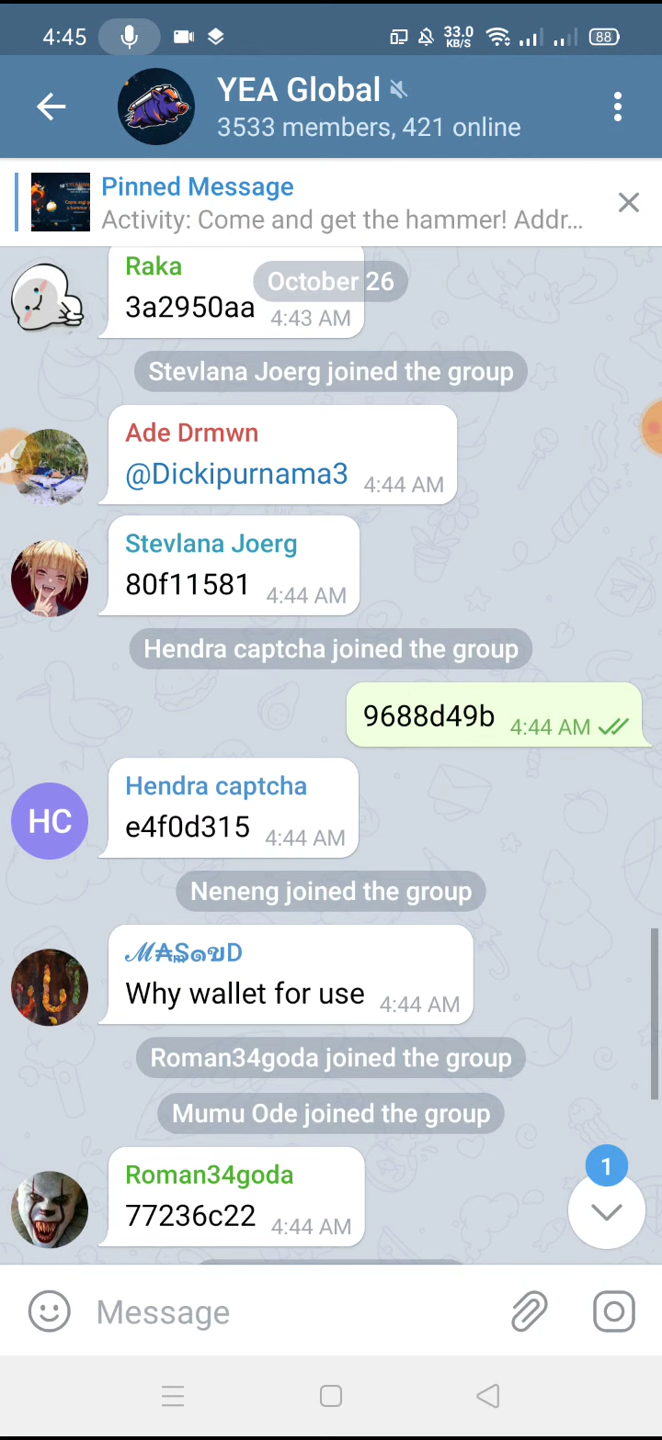 4:45 33.0 KB/S 88
YEA Global
3533 members, 421 online
Pinned Message
Activity: Come and get the hammer! Addr...
October 26
Raka
3a2950aa 4:43 AM
Stevlana Joerg joined the group
Ade Drmwn
@Dickipurnama3 4:44 AM
Stevlana Joerg
80f11581 4:44 AM
Hendra captcha joined the group
9688d49b 4:44 AM
Hendra captcha
HC
e4f0d315 4:44 AM
Neneng joined the group
Why wallet for use 4:44 AM
Roman34goda joined the group
Mumu Ode joined the group
Roman34goda
77236c22 4:44 AM
1
Message